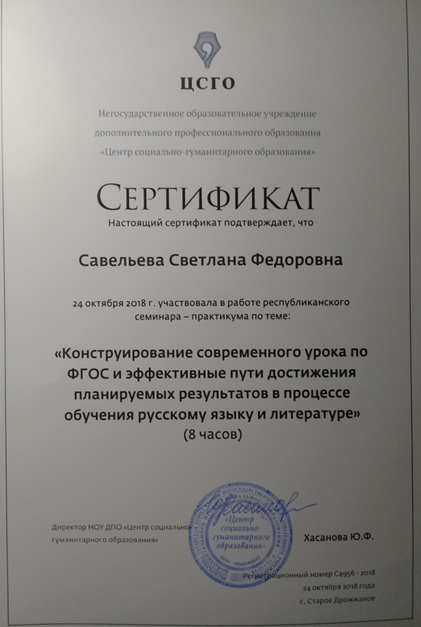 ЦСГО
Негосударственное образовательное учреждение
дополнительного профессионального образования
«Центр социально-гуманитарного образования»
СЕРТИФИКАТ
Настоящий сертификат подтверждает, что
Савельева Светлана Федоровна
24 октября 2018 г. участвовала в работе республиканского
семинара – практикума по теме:
«Конструирование современного урока по
ФГОС и эффективные пути достижения
планируемых результатов в процессе
обучения русскому языку и литературе»
(8 часов)
«Центр
социально-
гуманитарного
образования»
Директор НОУ ДПО «Центр социально-
гуманитарного образования»
Хасанова Ю.Ф.
Регистрационный номер С4956 - 2018
24 октября 2018 года
с. Старое Дрожжаное